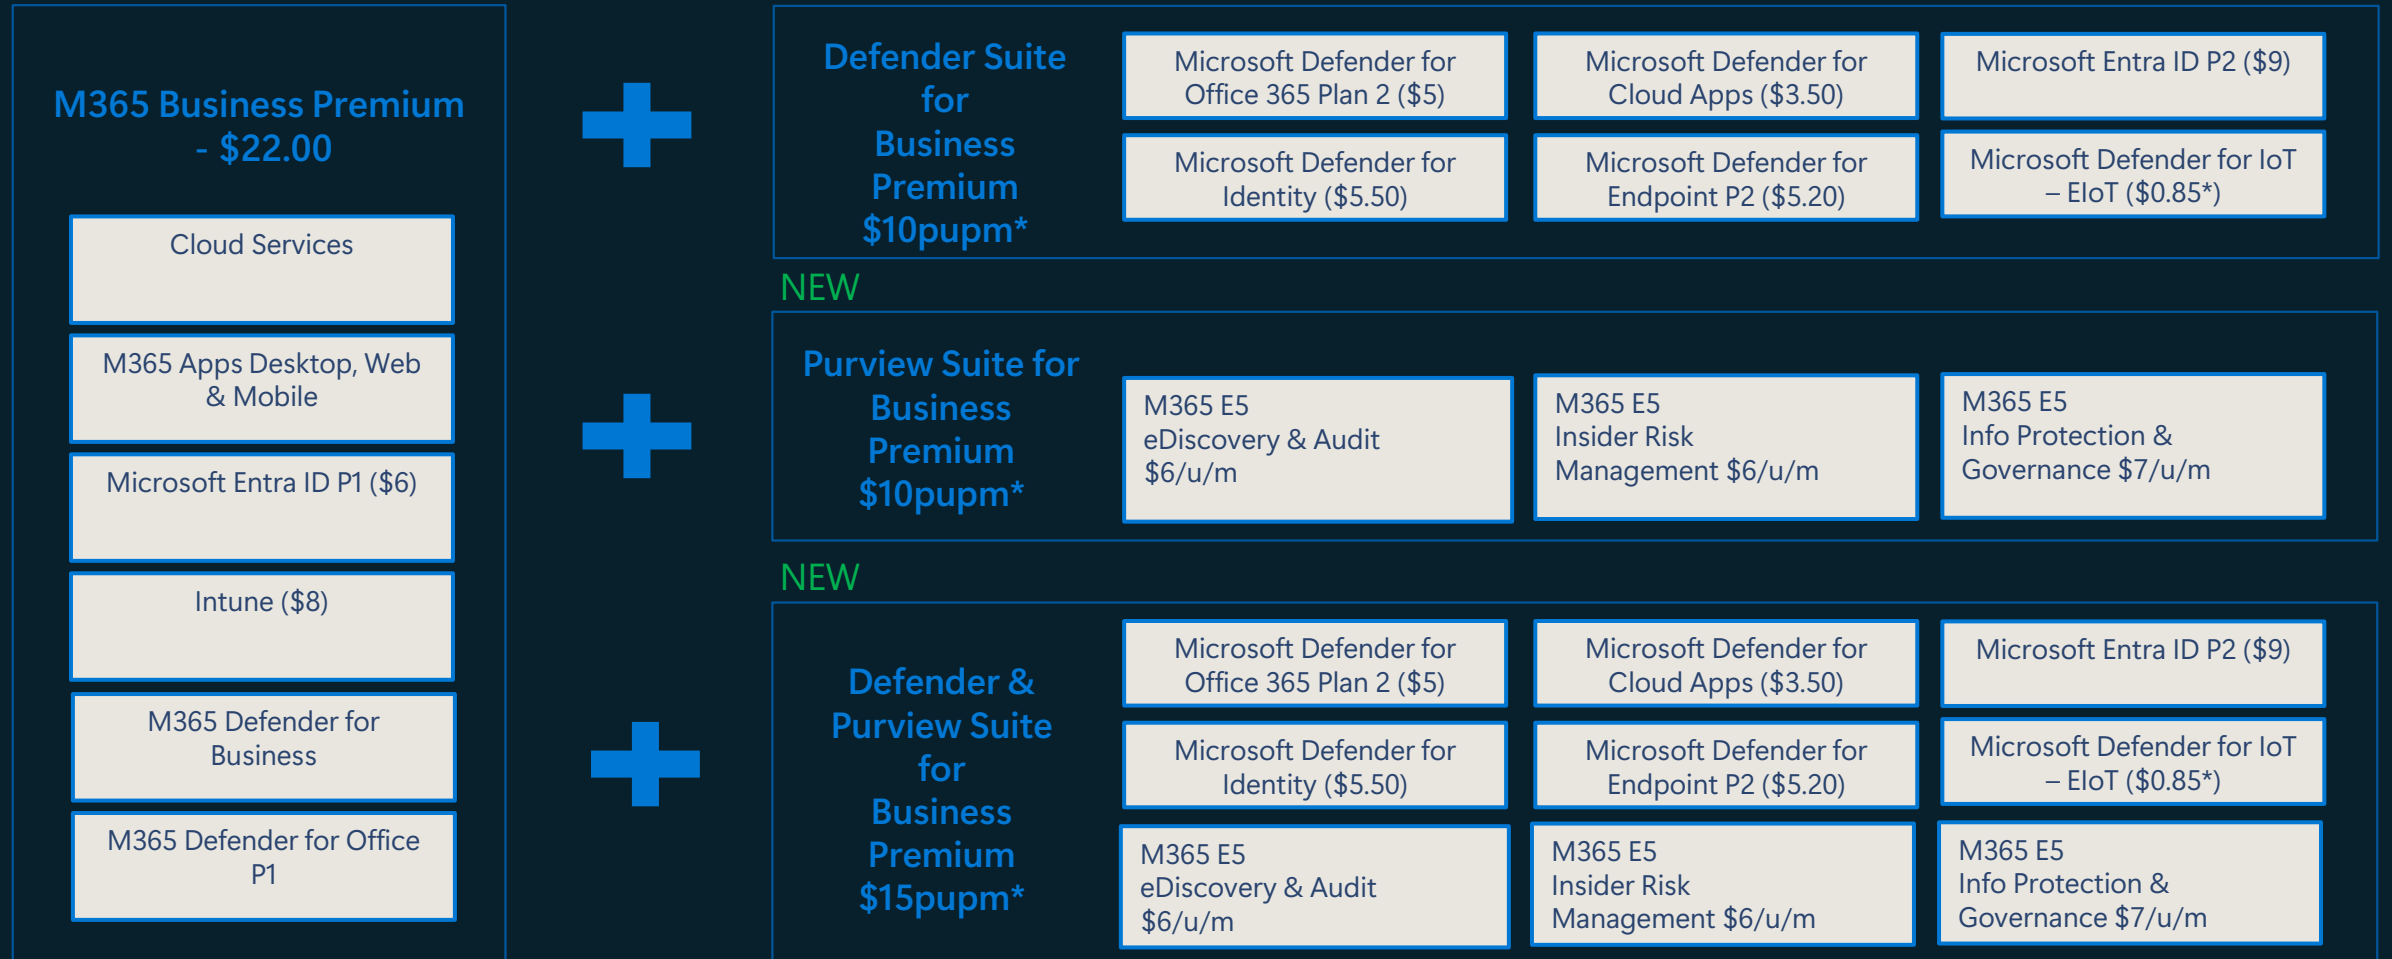 M365 Business Premium
- $22.00
Cloud Services
M365 Apps Desktop, Web
& Mobile
Microsoft Entra ID P1 ($6)
Intune ($8)
M365 Defender for
Business
M365 Defender for Office
P1
Defender Suite
for
Business
Premium
$10pupm*
Microsoft Defender for
Office 365 Plan 2 ($5)
Microsoft Defender for
Cloud Apps ($3.50)
Microsoft Entra ID P2 ($9)
Microsoft Defender for
Identity ($5.50)
Microsoft Defender for
Endpoint P2 ($5.20)
Microsoft Defender for IoT
– EIoT ($0.85*)
NEW
Purview Suite for
Business
Premium
$10pupm*
M365 E5
eDiscovery & Audit
$6/u/m
M365 E5
Insider Risk
Management $6/u/m
M365 E5
Info Protection &
Governance $7/u/m
NEW
Defender &
Purview Suite
for
Business
Premium
$15pupm*
Microsoft Defender for
Office 365 Plan 2 ($5)
Microsoft Defender for
Cloud Apps ($3.50)
Microsoft Entra ID P2 ($9)
Microsoft Defender for
Identity ($5.50)
Microsoft Defender for
Endpoint P2 ($5.20)
Microsoft Defender for IoT
– EIoT ($0.85*)
M365 E5
eDiscovery & Audit
$6/u/m
M365 E5
Insider Risk
Management $6/u/m
M365 E5
Info Protection &
Governance $7/u/m